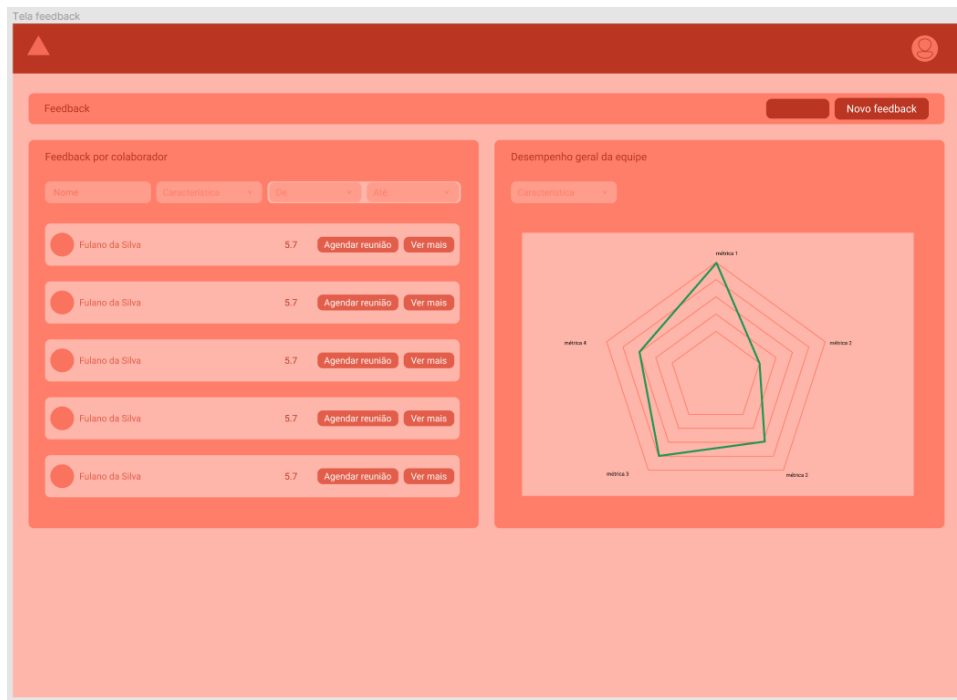 Tela feedback
Feedback
Novo feedback
Feedback por colaborador
Nome
Característica
De
Até
Fulano da Silva 5.7 Agendar reunião Ver mais
Fulano da Silva 5.7 Agendar reunião Ver mais
Fulano da Silva 5.7 Agendar reunião Ver mais
Fulano da Silva 5.7 Agendar reunião Ver mais
Fulano da Silva 5.7 Agendar reunião Ver mais
Desempenho geral da equipe
Característica
métrica 1
métrica 4
métrica 2
métrica 3
métrica 2